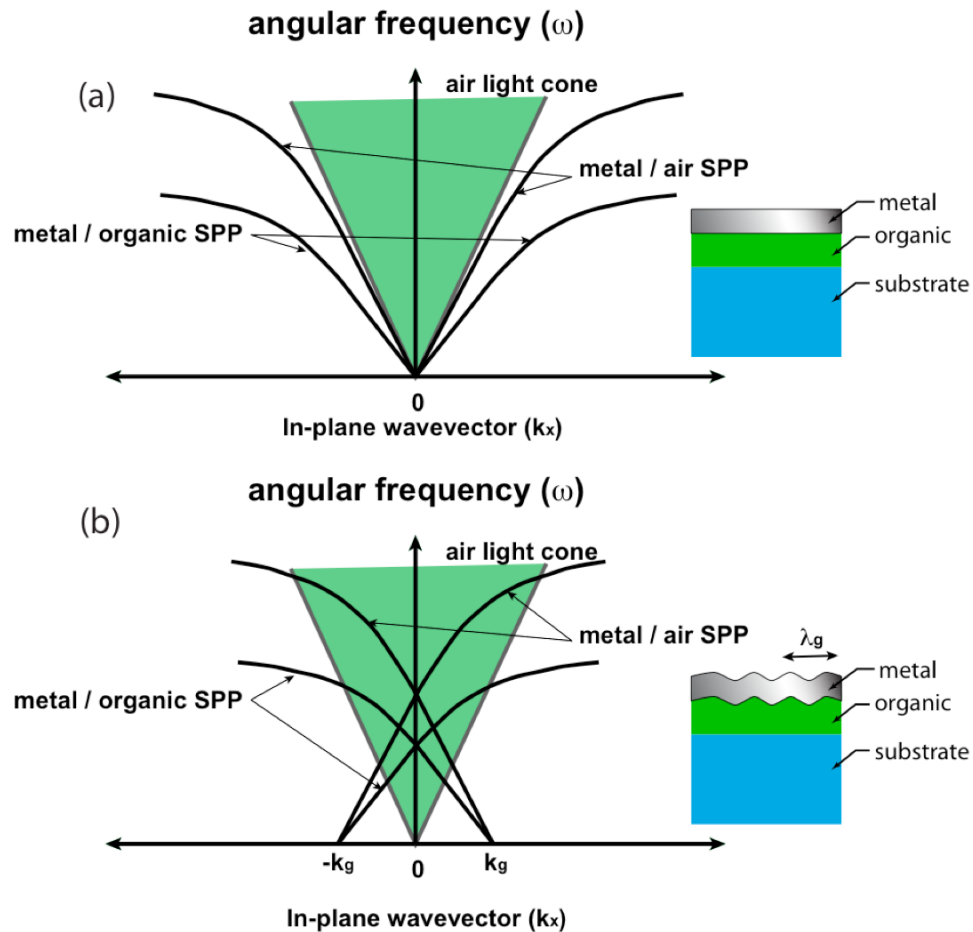 angular frequency (ω)
(a)
air light cone
metal / air SPP
metal / organic SPP
metal
organic
substrate
0
In-plane wavevector (kx)
angular frequency (ω)
(b)
air light cone
metal / air SPP
λg
metal / organic SPP
metal
organic
substrate
-kg
0
kg
In-plane wavevector (kx)